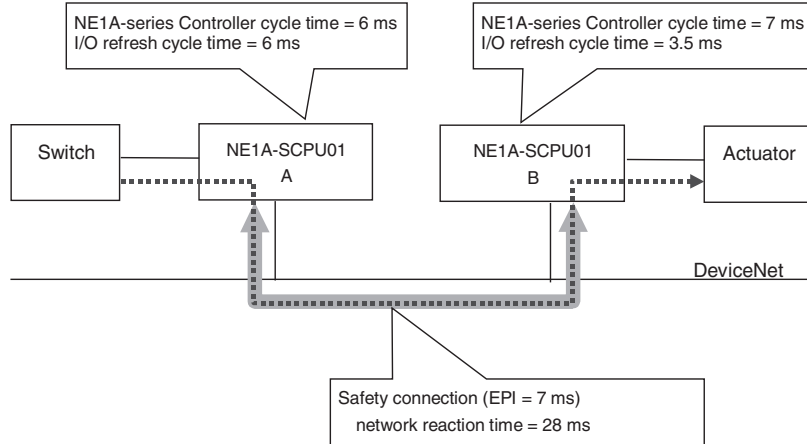 NE1A-series Controller cycle time = 6 ms
I/O refresh cycle time = 6 ms
NE1A-series Controller cycle time = 7 ms
I/O refresh cycle time = 3.5 ms
Switch
NE1A-SCPU01
A
NE1A-SCPU01
B
Actuator
DeviceNet
Safety connection (EPI = 7 ms)
network reaction time = 28 ms